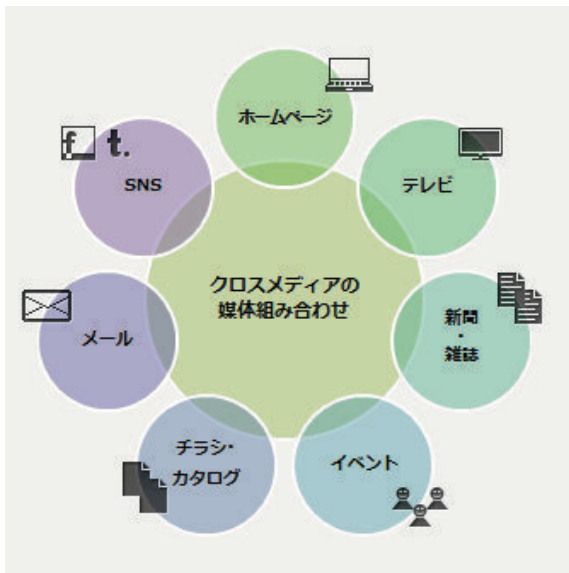 ホームページ
f t.
SNS
テレビ
クロスメディアの
媒体組み合わせ
メール
新聞
・
雑誌
チラシ・
カタログ
イベント